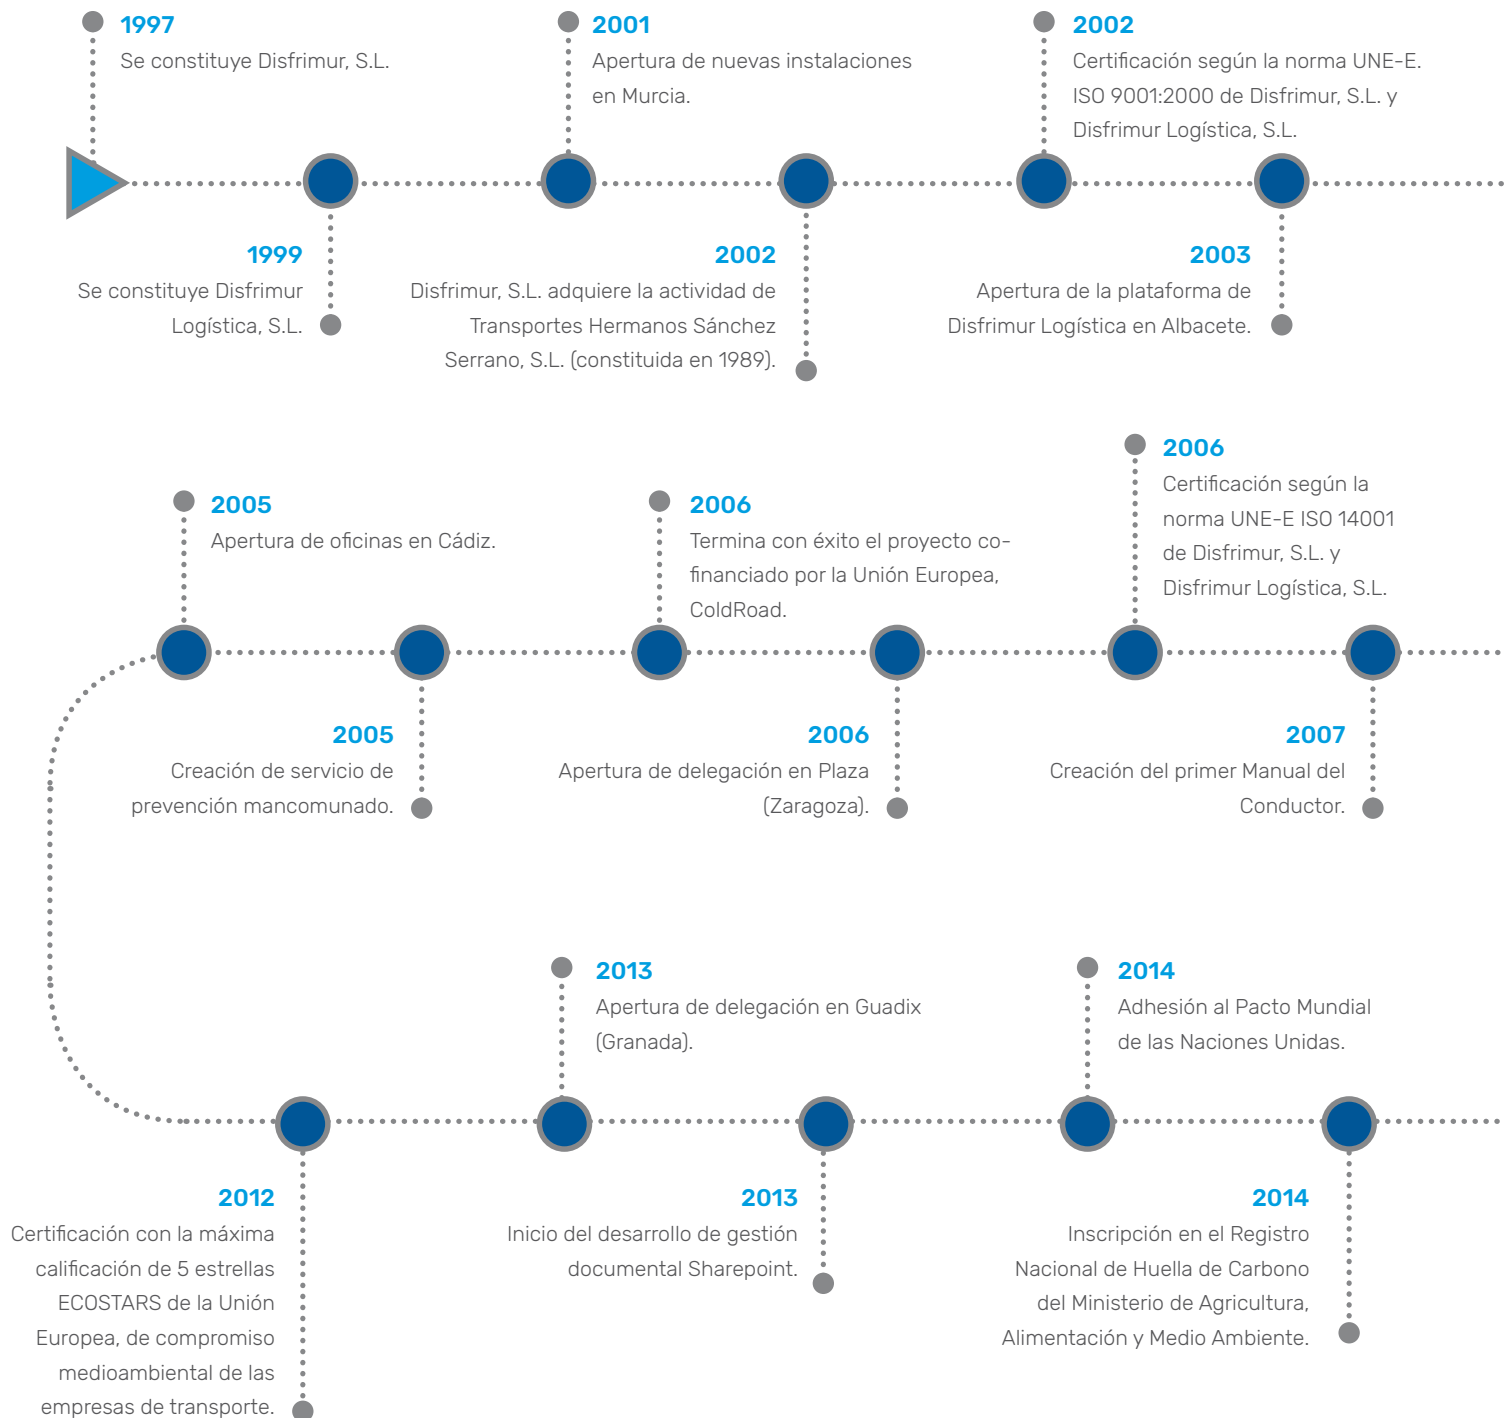 1997
Se constituye Disfrimur, S.L.
2001
Apertura de nuevas instalaciones
en Murcia.
2002
Certificación según la norma UNE-E.
ISO 9001:2000 de Disfrimur, S.L. y
Disfrimur Logística, S.L.
1999
Se constituye Disfrimur
Logística, S.L.
2002
Disfrimur, S.L. adquiere la actividad de
Transportes Hermanos Sánchez
Serrano, S.L. (constituida en 1989).
2003
Apertura de la plataforma de
Disfrimur Logística en Albacete.
2005
Apertura de oficinas en Cádiz.
2006
Termina con éxito el proyecto co-
financiado por la Unión Europea,
ColdRoad.
2006
Certificación según la
norma UNE-E ISO 14001
de Disfrimur, S.L. y
Disfrimur Logística, S.L.
2005
Creación de servicio de
prevención mancomunado.
2006
Apertura de delegación en Plaza
(Zaragoza).
2007
Creación del primer Manual del
Conductor.
2013
Apertura de delegación en Guadix
(Granada).
2014
Adhesión al Pacto Mundial
de las Naciones Unidas.
2012
Certificación con la máxima
calificación de 5 estrellas
ECOSTARS de la Unión
Europea, de compromiso
medioambiental de las
empresas de transporte.
2013
Inicio del desarrollo de gestión
documental Sharepoint.
2014
Inscripción en el Registro
Nacional de Huella de Carbono
del Ministerio de Agricultura,
Alimentación y Medio Ambiente.